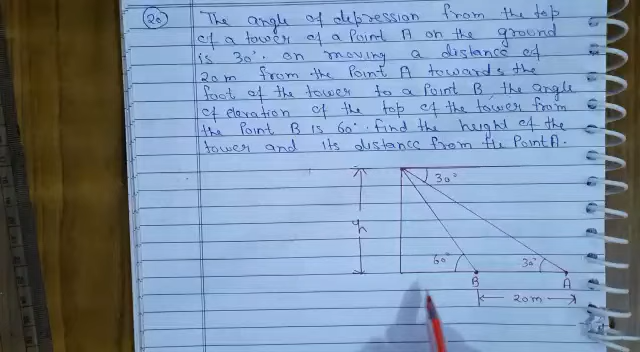 20 The angle of depression from the top
of a tower of a Point A on the ground
is 30°. on moving a distance of
20 m from the Point A towards the
foot of the tower to a Point B, the angle
of elevation of the top of the tower from
the Point B is 60°. find the height of the
tower and its distance from the Point A.
30°
h
60°
30°
B
A
20m